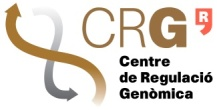 CRG
Centre
de Regulació
Genòmica